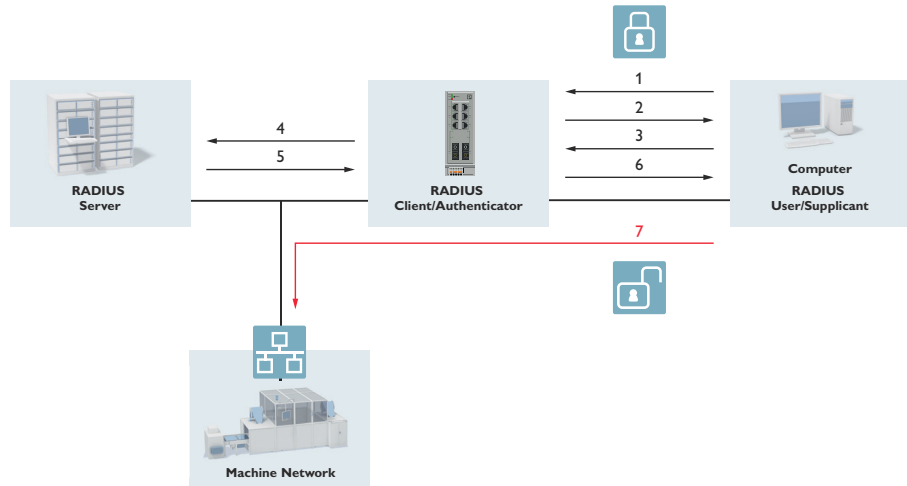 1
2
3
4
5
6
RADIUS
Server
RADIUS
Client/Authenticator
Computer
RADIUS
User/Supplicant
7
Machine Network